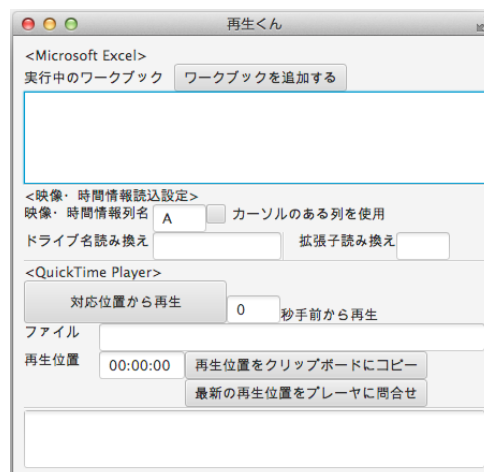 再生くん
<Microsoft Excel>
実行中のワークブック ワークブックを追加する
<映像・時間情報読込設定>
映像・時間情報列名 A カーソルのある列を使用
ドライブ名読み換え 拡張子読み換え
<QuickTime Player>
対応位置から再生 0 秒手前から再生
ファイル
再生位置 00:00:00 再生位置をクリップボードにコピー
最新の再生位置をプレーヤに問合せ